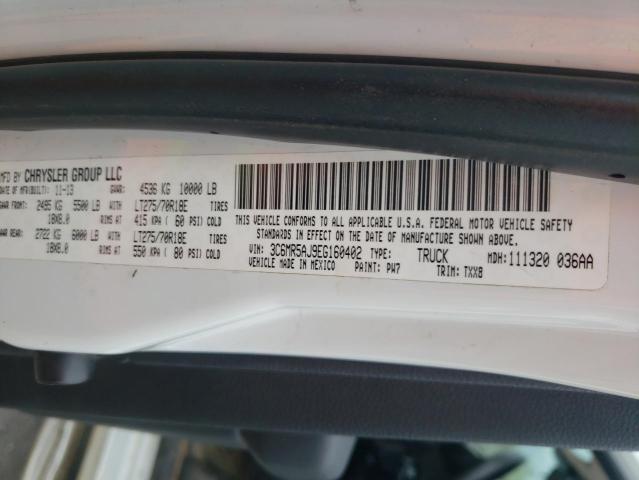 MFD BY CHRYSLER GROUP LLC
DATE OF MFR(BUILT): 11-13 GVWR: 4536 KG 10000 LB
GAWR FRONT: 2495 KG 5500 LB WITH LT275/70R18E TIRES
18X8.0 RIMS AT 415 KPA ( 60 PSI) COLD
GAWR REAR: 2722 KG 6000 LB WITH LT275/70R18E TIRES
18X8.0 RIMS AT 550 KPA ( 80 PSI) COLD
THIS VEHICLE CONFORMS TO ALL APPLICABLE U.S.A. FEDERAL MOTOR VEHICLE SAFETY
STANDARDS IN EFFECT ON THE DATE OF MANUFACTURE SHOWN ABOVE.
VIN: 3C6MR5AJ9EG160402 TYPE: TRUCK MDH: 111320 036AA
VEHICLE MADE IN MEXICO PAINT: PW7 TRIM: TXX8